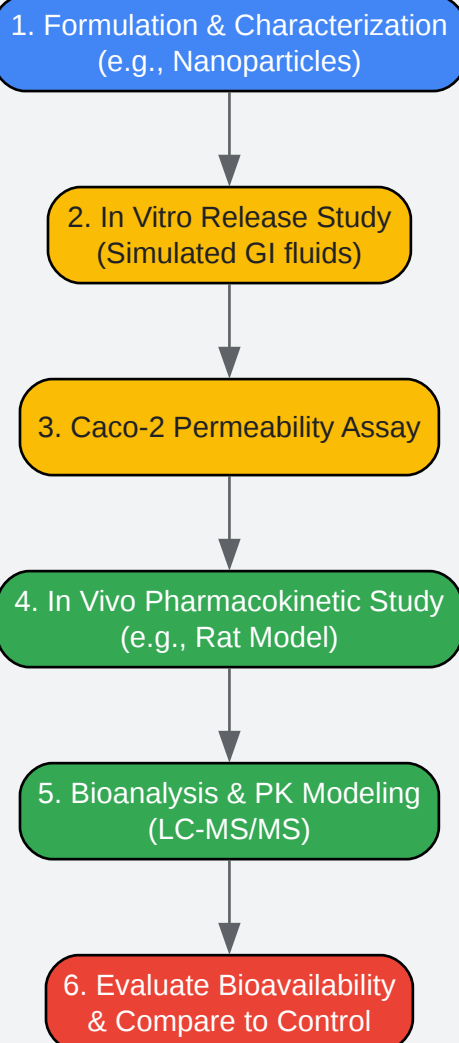 1. Formulation & Characterization
(e.g., Nanoparticles)
2. In Vitro Release Study
(Simulated GI fluids)
3. Caco-2 Permeability Assay
4. In Vivo Pharmacokinetic Study
(e.g., Rat Model)
5. Bioanalysis & PK Modeling
(LC-MS/MS)
6. Evaluate Bioavailability
& Compare to Control